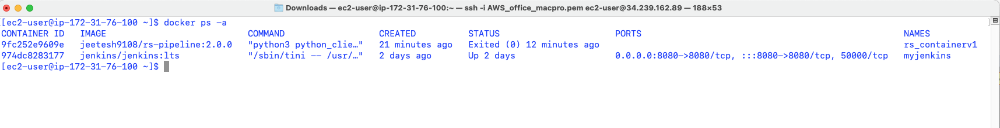 Downloads — ec2-user@ip-172-31-76-100:~ — ssh -i AWS_office_macpro.pem ec2-user@34.239.162.89 — 188×53
[[ec2-user@ip-172-31-76-100 ~]$ docker ps -a ]
CONTAINER ID   IMAGE                          COMMAND                  CREATED          STATUS                      PORTS                                                  NAMES
9fc252e9609e   jeetesh9108/rs-pipeline:2.0.0   "python3 python_clie…"   21 minutes ago   Exited (0) 12 minutes ago                                                          rs_containerv1
974dc8283177   jenkins/jenkins:lts             "/sbin/tini -- /usr/…"   2 days ago       Up 2 days                   0.0.0.0:8080->8080/tcp, :::8080->8080/tcp, 50000/tcp   myjenkins
[ec2-user@ip-172-31-76-100 ~]$